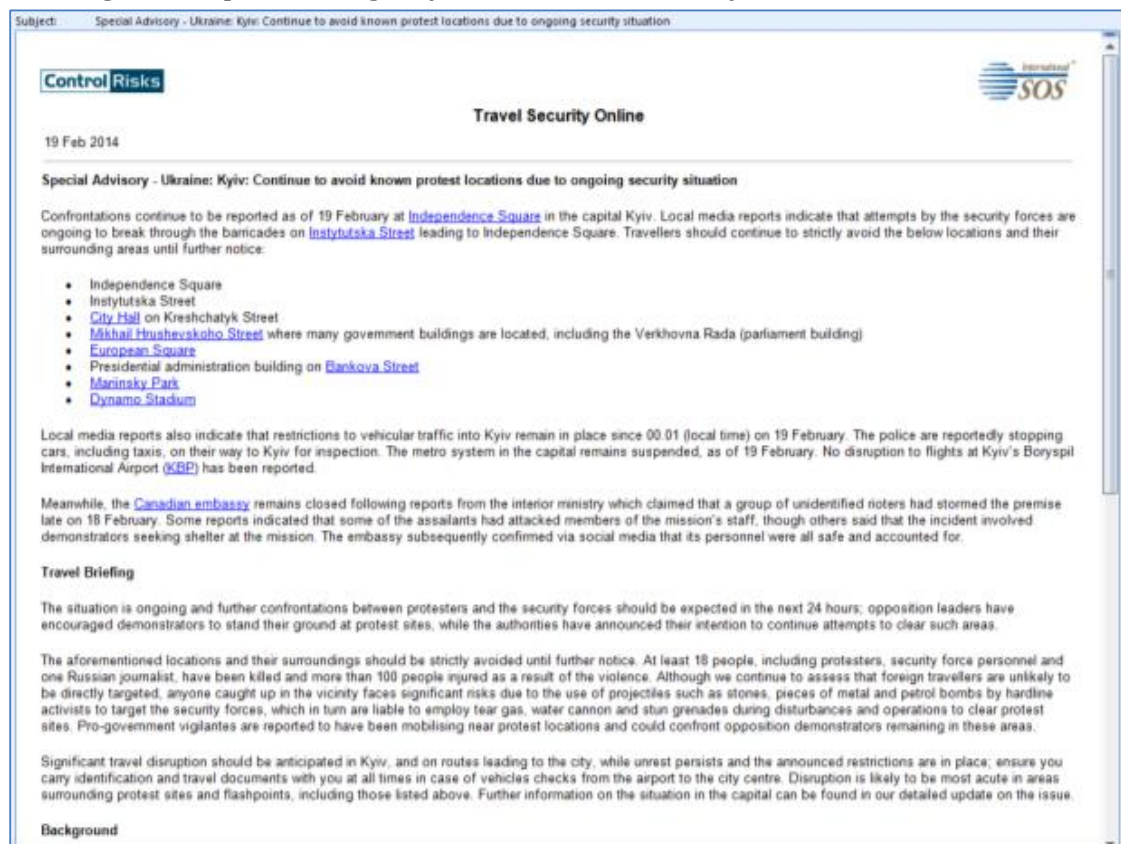 Subject: Special Advisory - Ukraine: Kyiv: Continue to avoid known protest locations due to ongoing security situation
Control Risks
International
SOS
Travel Security Online
19 Feb 2014
Special Advisory - Ukraine: Kyiv: Continue to avoid known protest locations due to ongoing security situation
Confrontations continue to be reported as of 19 February at Independence Square in the capital Kyiv. Local media reports indicate that attempts by the security forces are
ongoing to break through the barricades on Instytutska Street leading to Independence Square. Travellers should continue to strictly avoid the below locations and their
surrounding areas until further notice:
• Independence Square
• Instytutska Street
• City Hall on Kreshchatyk Street
• Mikhail Hrushevskoho Street where many government buildings are located, including the Verkhovna Rada (parliament building)
• European Square
• Presidential administration building on Bankova Street
• Mariinsky Park
• Dynamo Stadium
Local media reports also indicate that restrictions to vehicular traffic into Kyiv remain in place since 00.01 (local time) on 19 February. The police are reportedly stopping
cars, including taxis, on their way to Kyiv for inspection. The metro system in the capital remains suspended, as of 19 February. No disruption to flights at Kyiv's Boryspil
International Airport (KBP) has been reported.
Meanwhile, the Canadian embassy remains closed following reports from the interior ministry which claimed that a group of unidentified rioters had stormed the premise
late on 18 February. Some reports indicated that some of the assailants had attacked members of the mission's staff, though others said that the incident involved
demonstrators seeking shelter at the mission. The embassy subsequently confirmed via social media that its personnel were all safe and accounted for.
Travel Briefing
The situation is ongoing and further confrontations between protesters and the security forces should be expected in the next 24 hours; opposition leaders have
encouraged demonstrators to stand their ground at protest sites, while the authorities have announced their intention to continue attempts to clear such areas.
The aforementioned locations and their surroundings should be strictly avoided until further notice. At least 18 people, including protesters, security force personnel and
one Russian journalist, have been killed and more than 100 people injured as a result of the violence. Although we continue to assess that foreign travellers are unlikely to
be directly targeted, anyone caught up in the vicinity faces significant risks due to the use of projectiles such as stones, pieces of metal and petrol bombs by hardline
activists to target the security forces, which in turn are liable to employ tear gas, water cannon and stun grenades during disturbances and operations to clear protest
sites. Pro-government vigilantes are reported to have been mobilising near protest locations and could confront opposition demonstrators remaining in these areas.
Significant travel disruption should be anticipated in Kyiv, and on routes leading to the city, while unrest persists and the announced restrictions are in place; ensure you
carry identification and travel documents with you at all times in case of vehicles checks from the airport to the city centre. Disruption is likely to be most acute in areas
surrounding protest sites and flashpoints, including those listed above. Further information on the situation in the capital can be found in our detailed update on the issue.
Background